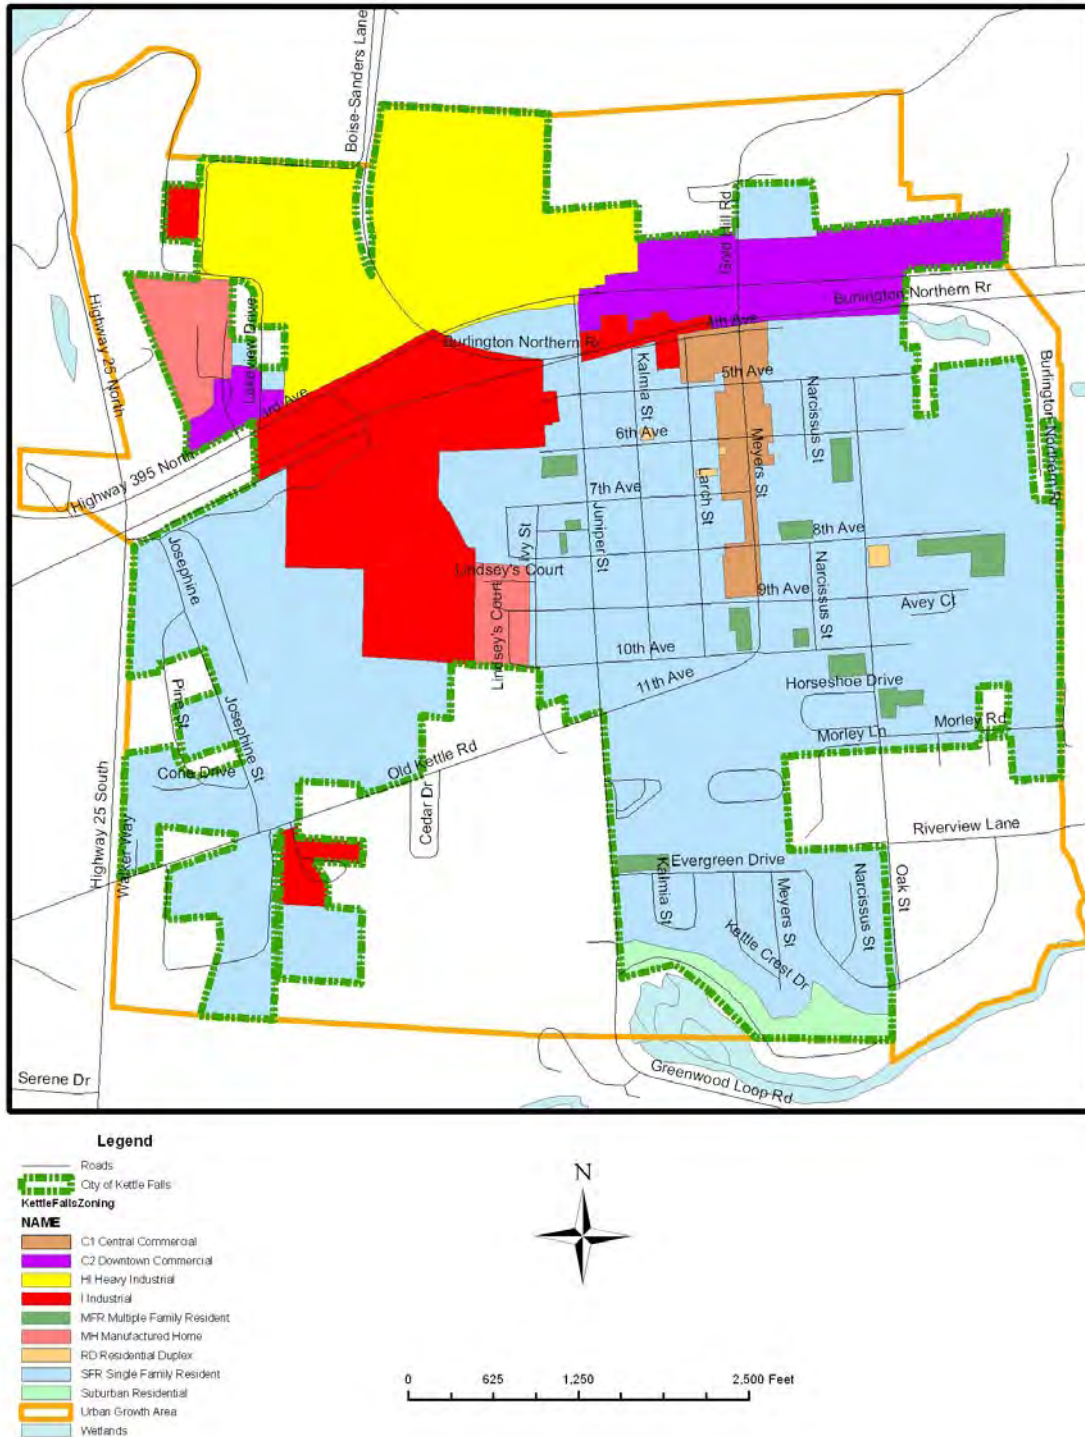 Boise-Sanders Lane
Gold Hill Rd
Highway 25 North
Lakeview Drive
Burlington Northern Rr
Burlington Northern Rr
4th Ave
Kalmia St
5th Ave
Narcissus St
Burlington Northern Rr
3rd Ave
6th Ave
Meyers St
Highway 395 North
7th Ave
Larch St
Juniper St
8th Ave
Ivy St
Josephine
Lindsey's Court
Lindsey's Court
9th Ave
Narcissus St
Avey Ct
10th Ave
11th Ave
Horseshoe Drive
Pine St
Josephine St
Morley Rd
Morley Ln
Old Kettle Rd
Cone Drive
Highway 25 South
Cedar Dr
Riverview Lane
Walker Way
Evergreen Drive
Kalmia St
Meyers St
Narcissus St
Oak St
Kettle Crest Dr
Serene Dr
Greenwood Loop Rd
Legend
Roads
City of Kettle Falls
KettleFallsZoning
NAME
C1 Central Commercial
C2 Downtown Commercial
HI Heavy Industrial
I Industrial
MFR Multiple Family Resident
MH Manufactured Home
RD Residential Duplex
SFR Single Family Resident
Suburban Residential
Urban Growth Area
Wetlands
N
0 625 1,250 2,500 Feet